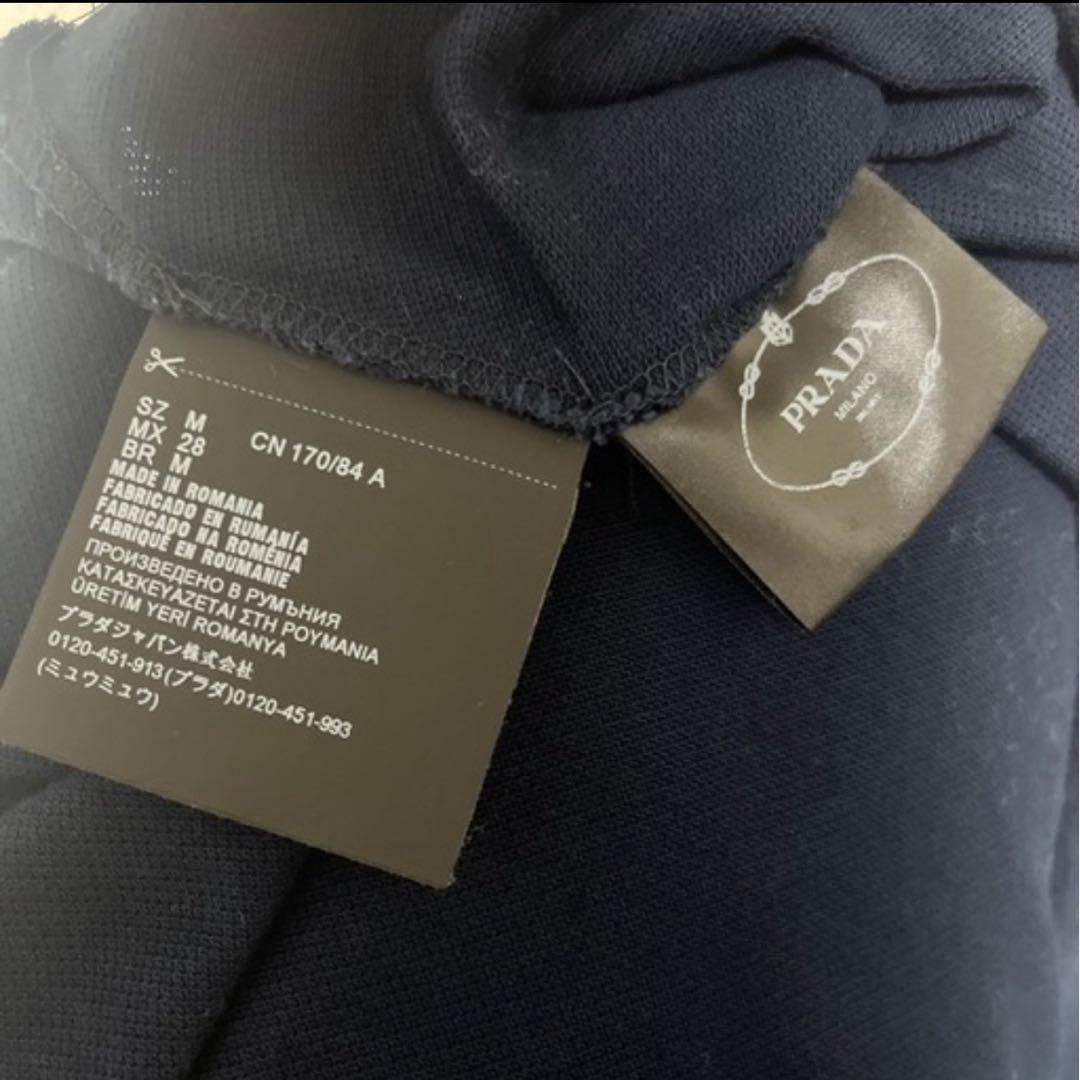 SZ M
MX 28
BR M
CN 170/84 A
MADE IN ROMANIA
FABRICADO EN RUMANÍA
FABRICADO NA ROMÉNIA
FABRIQUÉ EN ROUMANIE
ПРОИЗВЕДЕНО В РУМЪНИЯ
ΚΑΤΑΣΚΕΥΑΖΕΤΑΙ ΣΤΗ ΡΟΥΜΑΝΙΑ
ÜRETİM YERİ ROMANYA
プラダジャパン株式会社
0120-451-913(プラダ)0120-451-993
(ミュウミュウ)
PRADA
MILANO